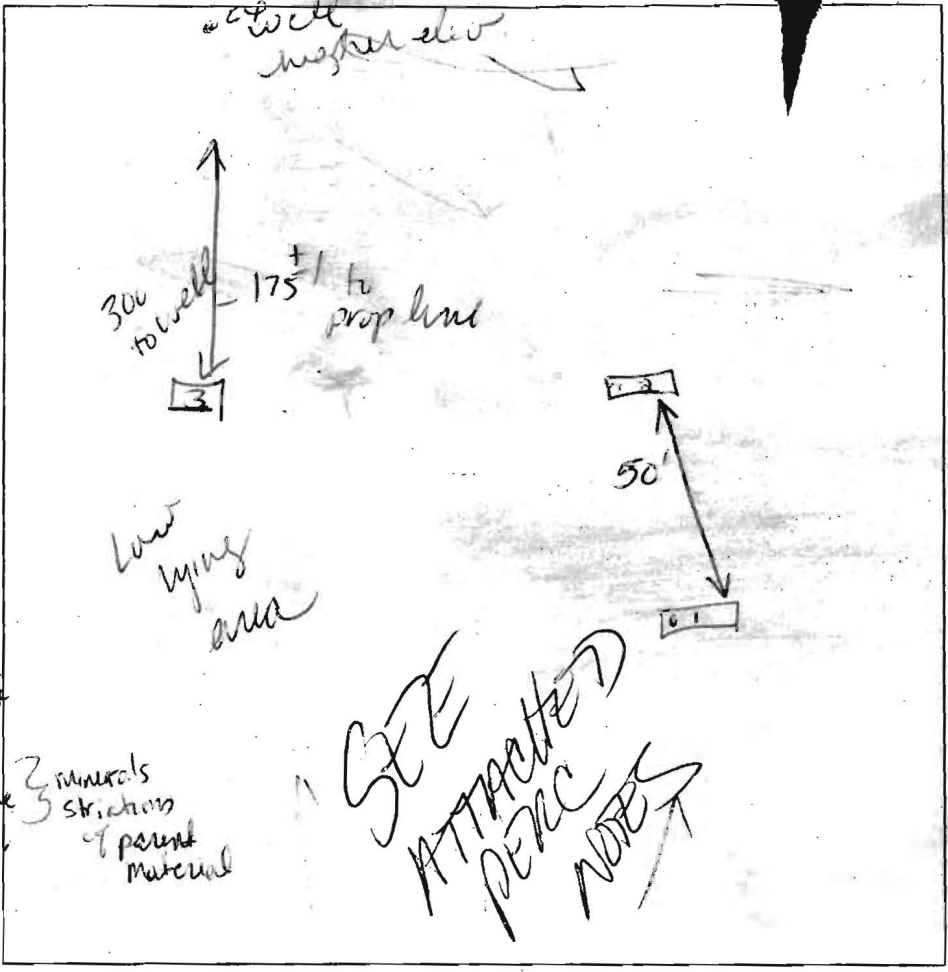 well
higher elev.
300
to well
175 ± ' to
prop line
3
2
50'
1
Low
lying
area
SEE
ATTACHED
PERC
NOTES
minerals
striations
of parent
material